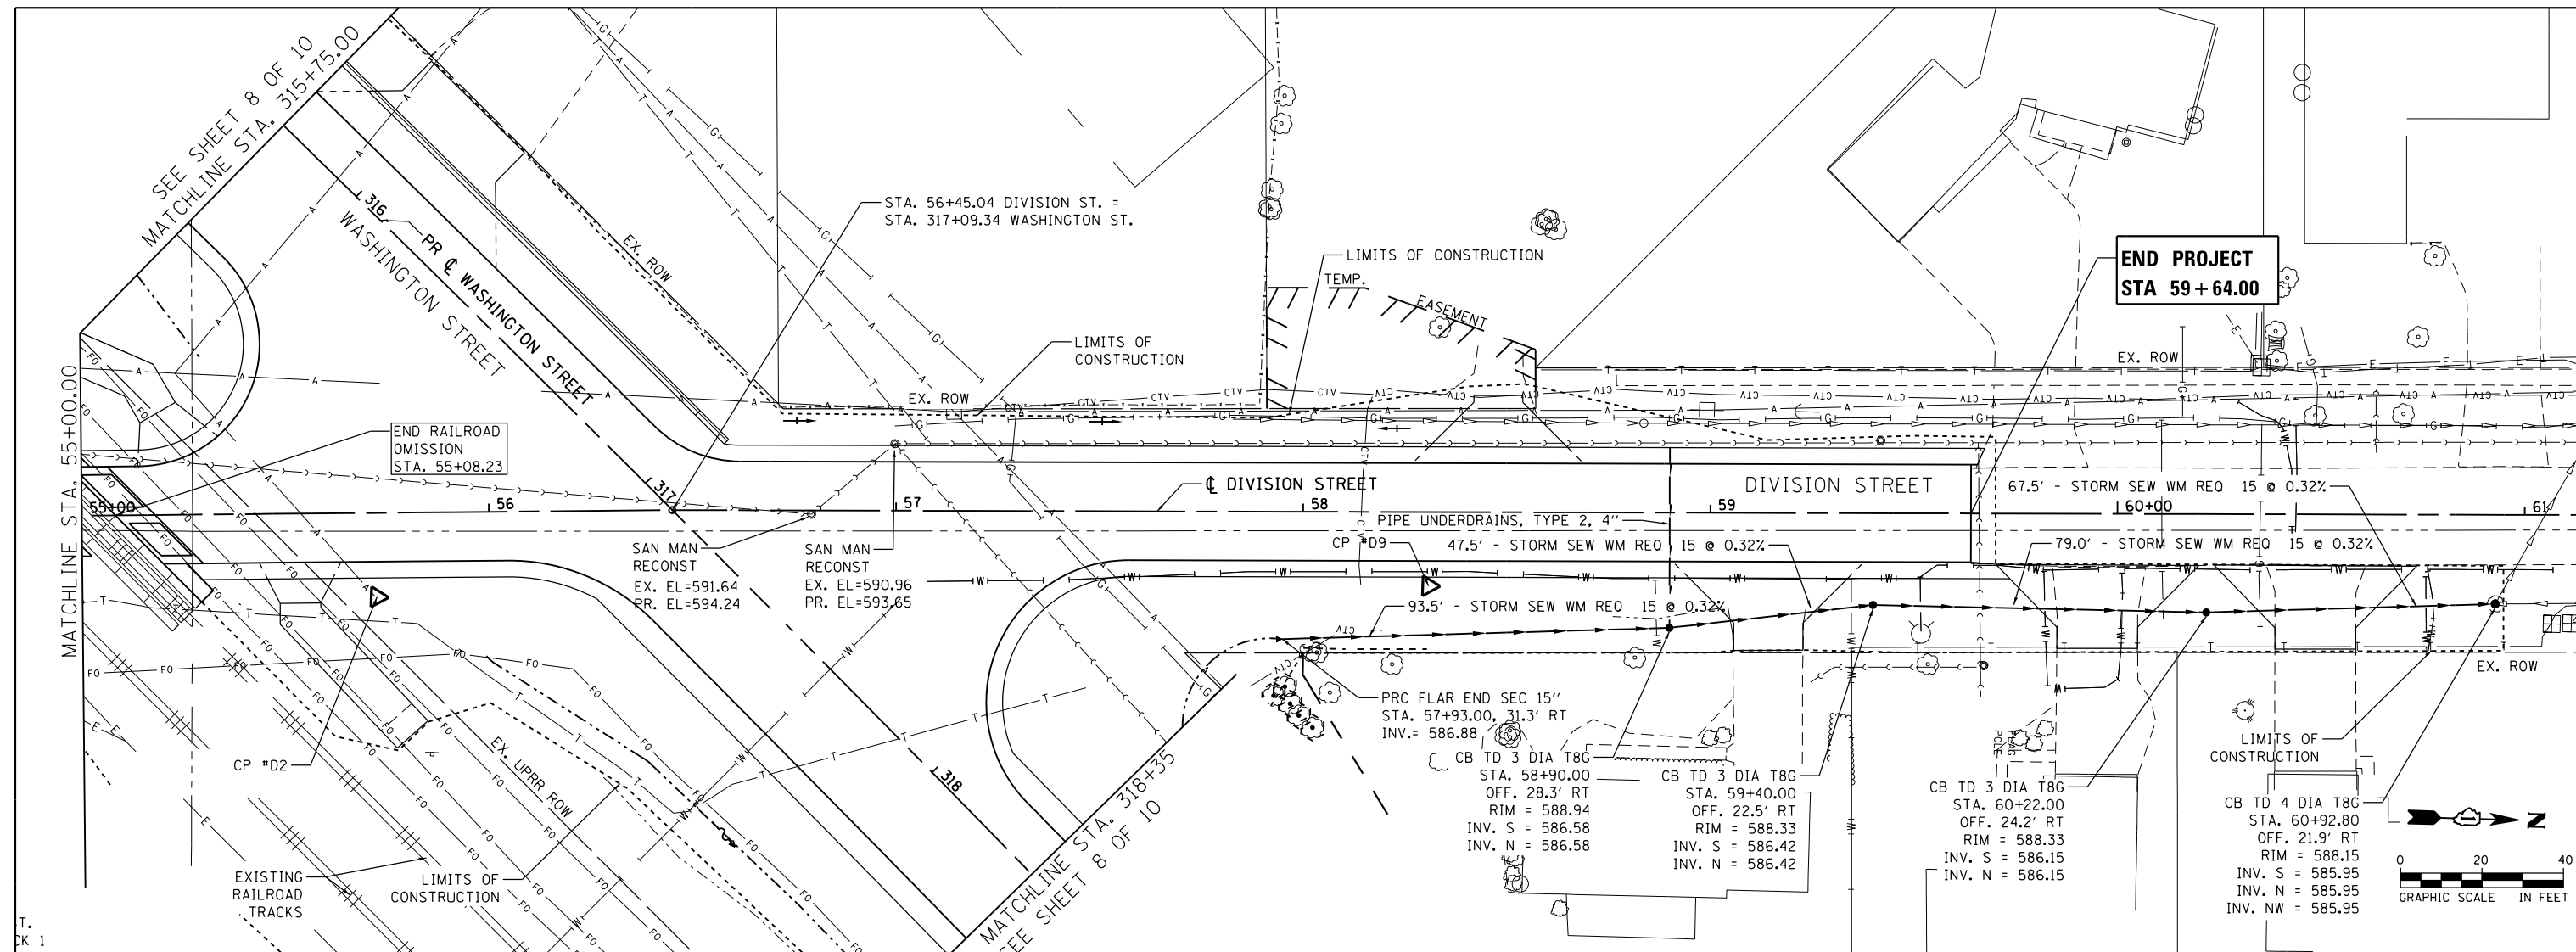 SEE SHEET 8 OF 10
MATCHLINE STA. 315+75.00
316
PR ℄ WASHINGTON STREET
WASHINGTON STREET
EX. ROW
STA. 56+45.04 DIVISION ST. =
STA. 317+09.34 WASHINGTON ST.
LIMITS OF CONSTRUCTION
TEMP.
EASEMENT
LIMITS OF
CONSTRUCTION
EX. ROW
END PROJECT
STA 59+64.00
EX. ROW
MATCHLINE STA. 55+00.00
END RAILROAD
OMISSION
STA. 55+08.23
55+00
56
317
57
℄ DIVISION STREET
58
DIVISION STREET
59
60+00
61
67.5' - STORM SEW WM REQ 15 @ 0.32%
PIPE UNDERDRAINS, TYPE 2, 4''
CP #D9
47.5' - STORM SEW WM REQ 15 @ 0.32%
79.0' - STORM SEW WM REQ 15 @ 0.32%
SAN MAN
RECONST
EX. EL=591.64
PR. EL=594.24
SAN MAN
RECONST
EX. EL=590.96
PR. EL=593.65
93.5' - STORM SEW WM REQ 15 @ 0.32%
EX. ROW
PRC FLAR END SEC 15''
STA. 57+93.00, 31.3' RT
INV.= 586.88
CB TD 3 DIA T8G
STA. 58+90.00
OFF. 28.3' RT
RIM = 588.94
INV. S = 586.58
INV. N = 586.58
CB TD 3 DIA T8G
STA. 59+40.00
OFF. 22.5' RT
RIM = 588.33
INV. S = 586.42
INV. N = 586.42
FLAG
POLE
CB TD 3 DIA T8G
STA. 60+22.00
OFF. 24.2' RT
RIM = 588.33
INV. S = 586.15
INV. N = 586.15
LIMITS OF
CONSTRUCTION
CB TD 4 DIA T8G
STA. 60+92.80
OFF. 21.9' RT
RIM = 588.15
INV. S = 585.95
INV. N = 585.95
INV. NW = 585.95
CP #D2
EX. UPRR ROW
318
MATCHLINE STA. 318+35
SEE SHEET 8 OF 10
EXISTING
RAILROAD
TRACKS
LIMITS OF
CONSTRUCTION
N
0 20 40
GRAPHIC SCALE IN FEET
T.
CK 1